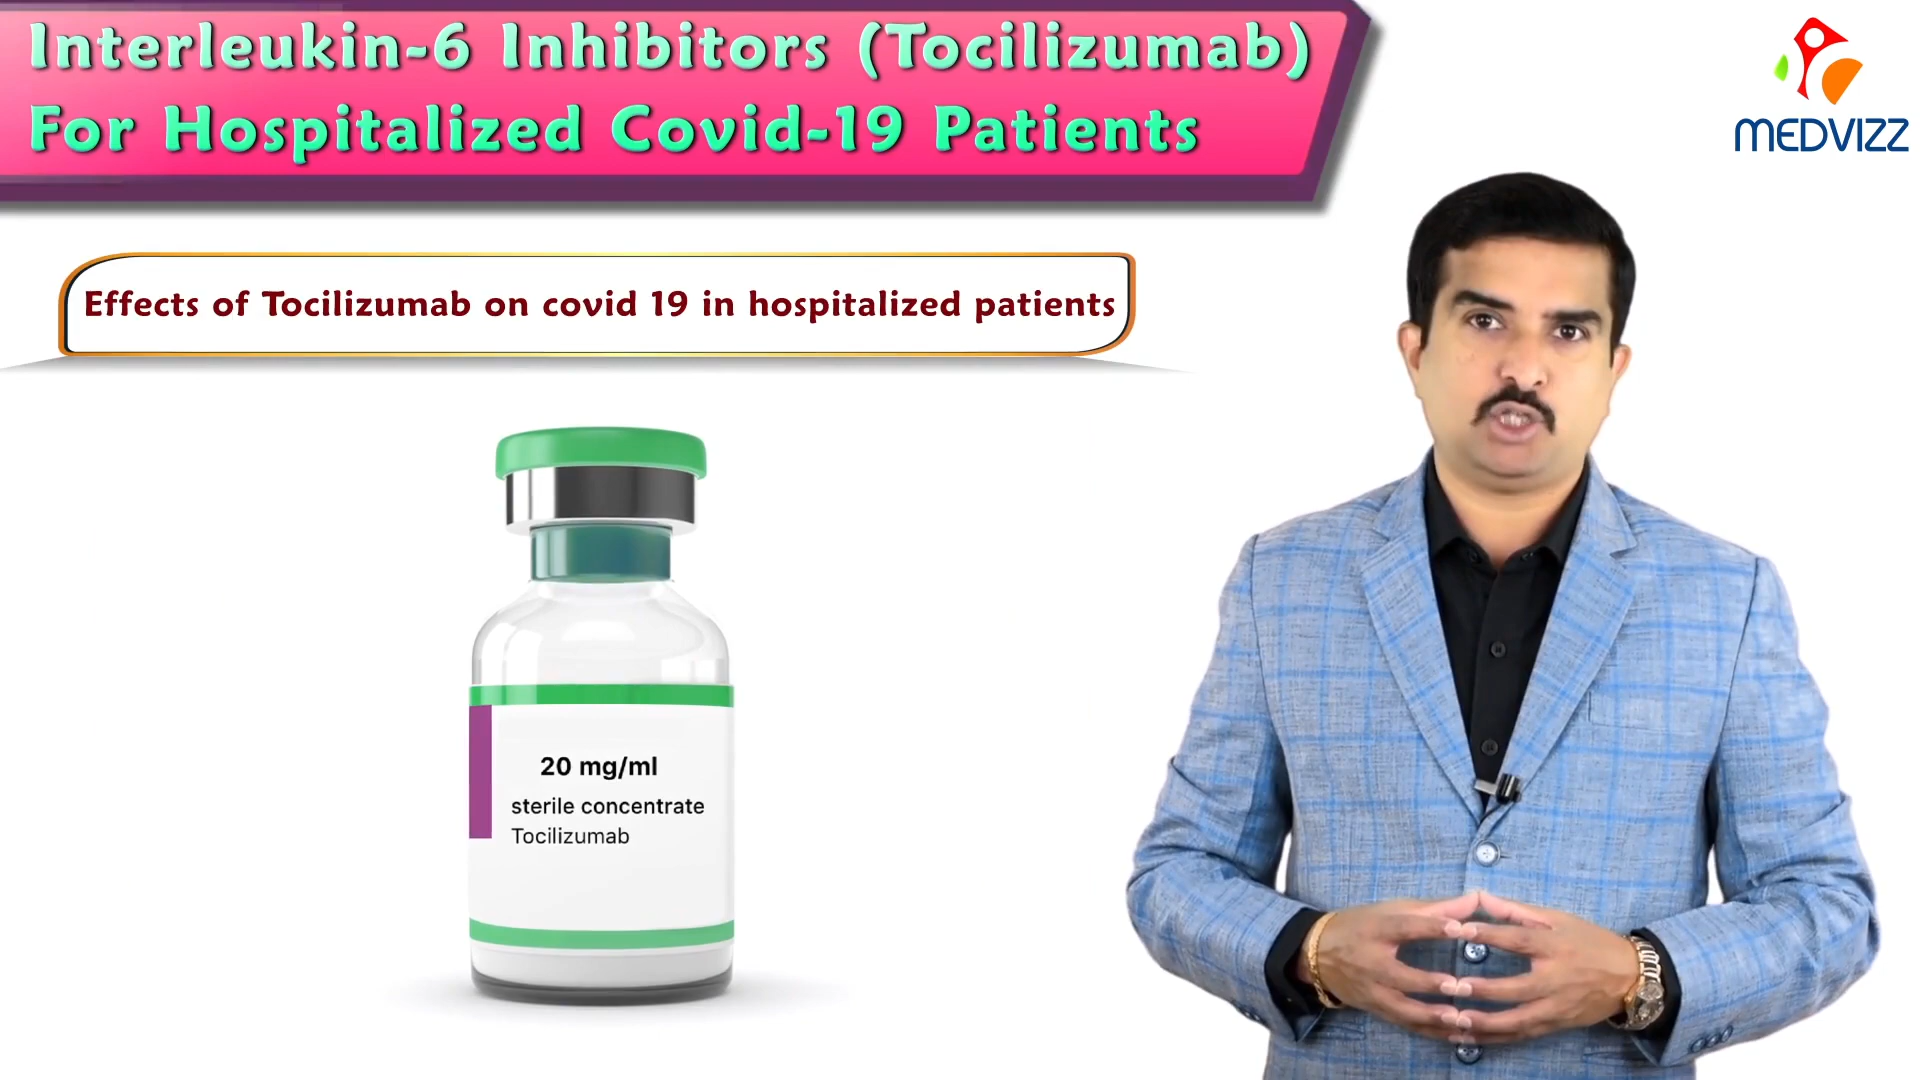 Interleukin-6 Inhibitors (Tocilizumab)
For Hospitalized Covid-19 Patients
MEDVIZZ
Effects of Tocilizumab on covid 19 in hospitalized patients
20 mg/ml
sterile concentrate
Tocilizumab